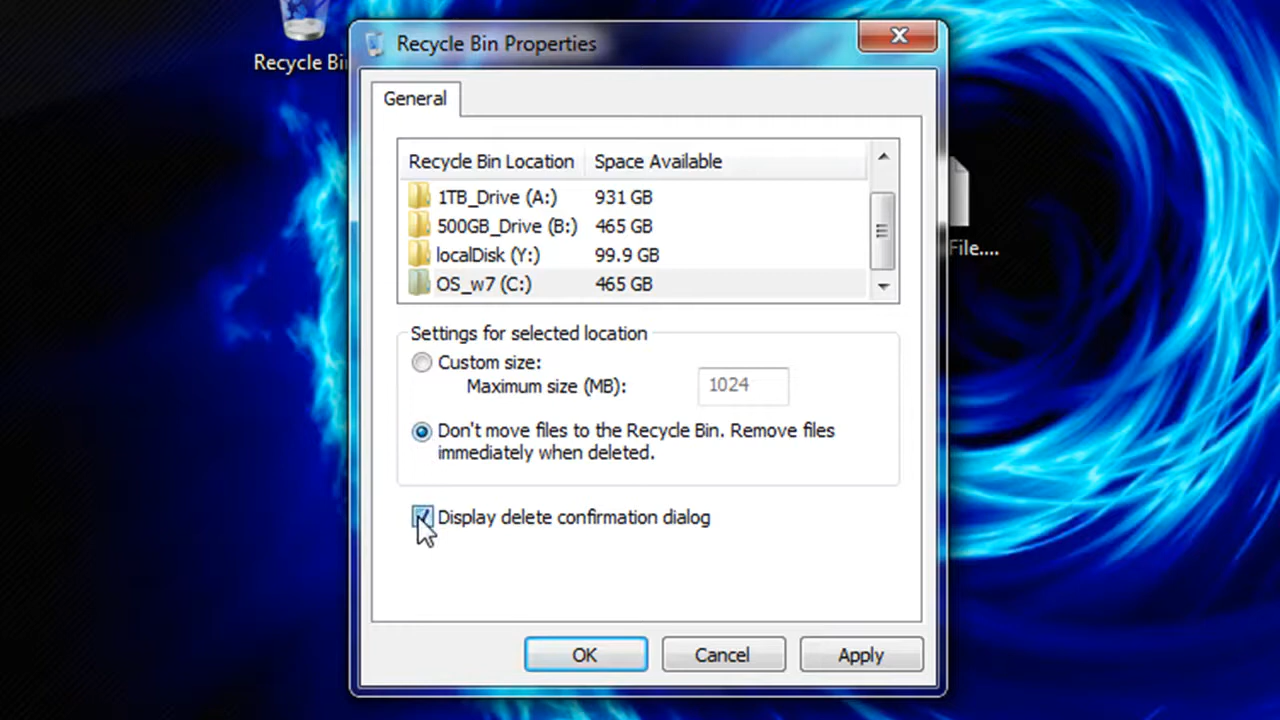 Recycle Bin Properties
Recycle Bi
General
Recycle Bin Location Space Available
1TB_Drive (A:) 931 GB
500GB_Drive (B:) 465 GB
localDisk (Y:) 99.9 GB
OS_w7 (C:) 465 GB
File....
Settings for selected location
Custom size:
Maximum size (MB): 1024
Don't move files to the Recycle Bin. Remove files
immediately when deleted.
Display delete confirmation dialog
OK Cancel Apply